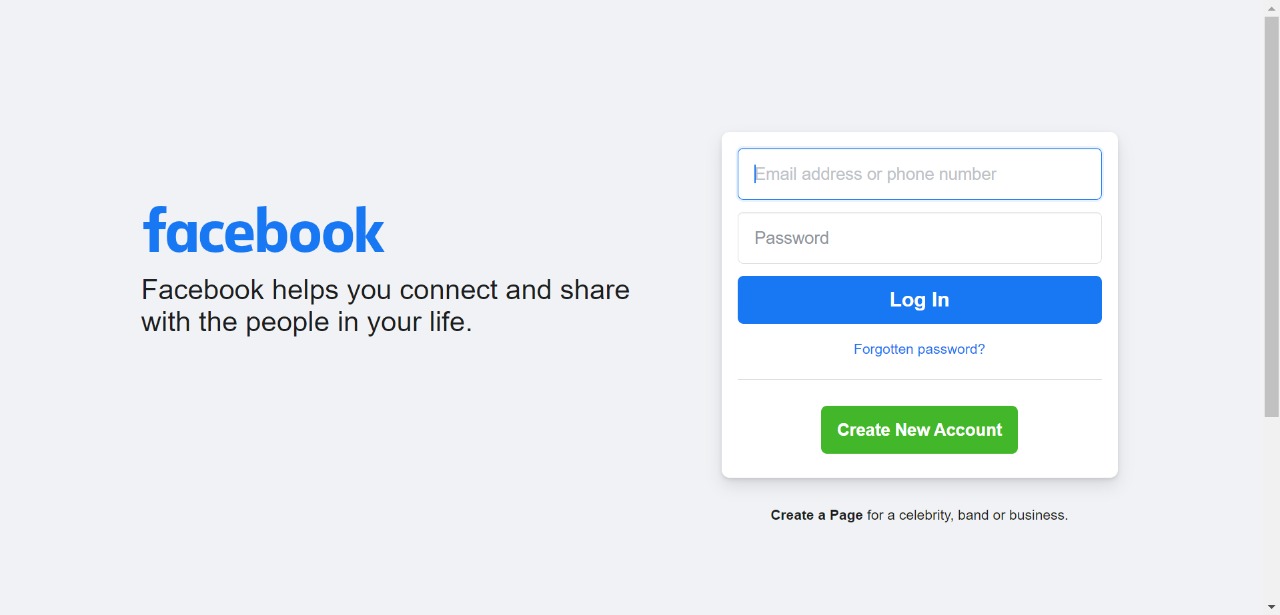 facebook
Facebook helps you connect and share
with the people in your life.
Email address or phone number
Password
Log In
Forgotten password?
Create New Account
Create a Page for a celebrity, band or business.